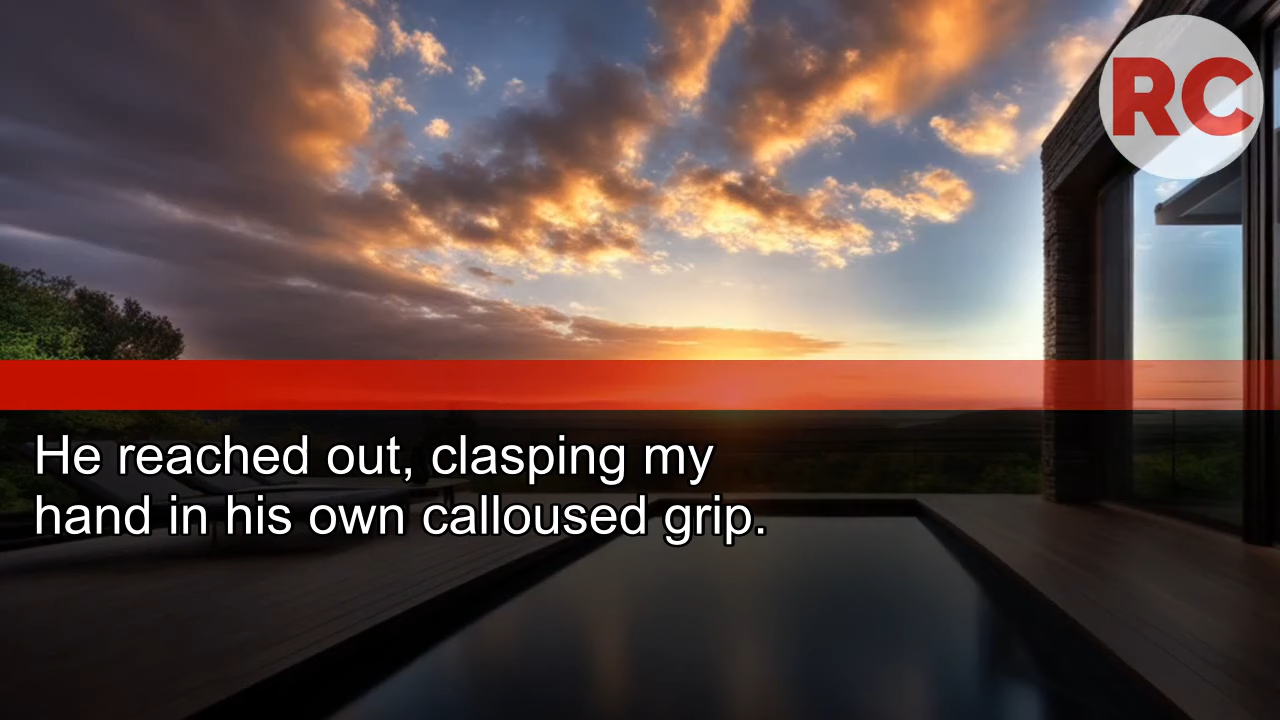 RC
He reached out, clasping my
hand in his own calloused grip.